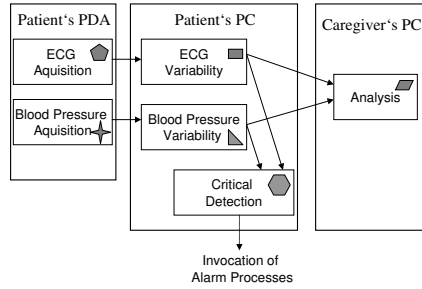 Patient‘s PDA
Patient‘s PC
Caregiver‘s PC
ECG
Aquisition
ECG
Variability
Analysis
Blood Pressure
Aquisition
Blood Pressure
Variability
Critical
Detection
Invocation of
Alarm Processes